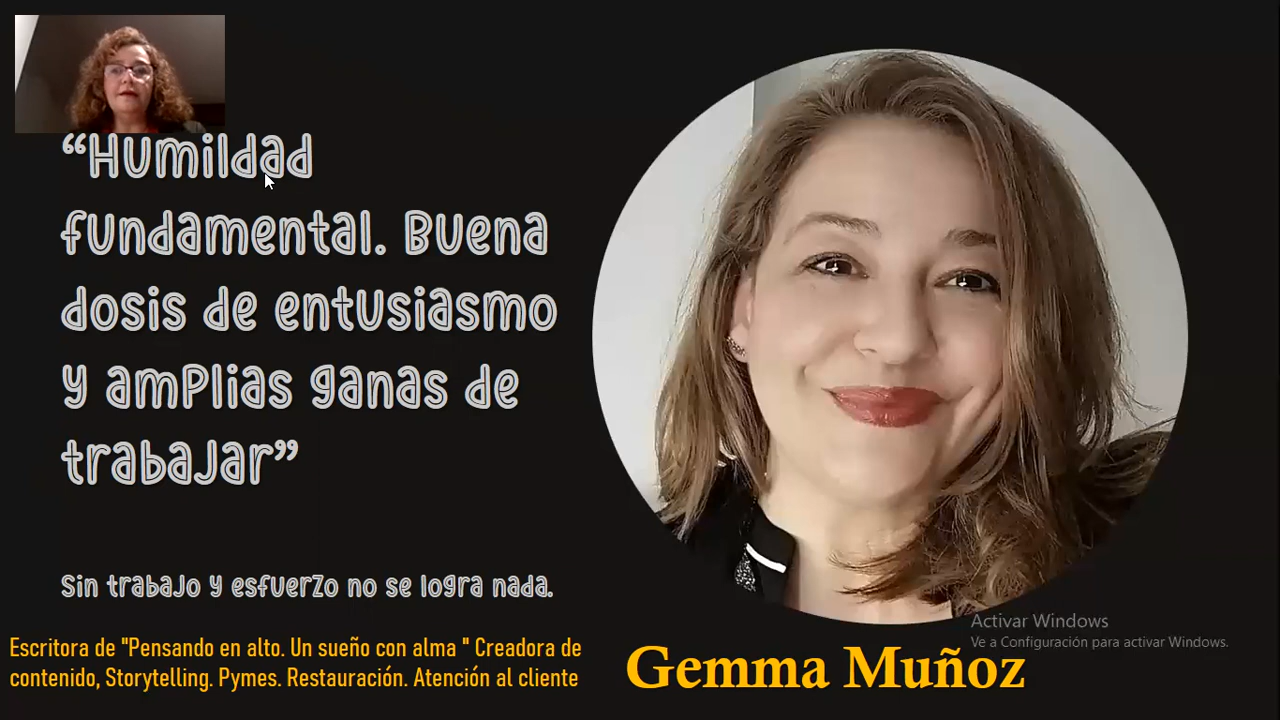 “Humildad
fundamental. Buena
dosis de entusiasmo
y amplias ganas de
trabajar”
Sin trabajo y esfuerzo no se logra nada.
Escritora de "Pensando en alto. Un sueño con alma " Creadora de
contenido, Storytelling. Pymes. Restauración. Atención al cliente
Gemma Muñoz
Activar Windows
Ve a Configuración para activar Windows.